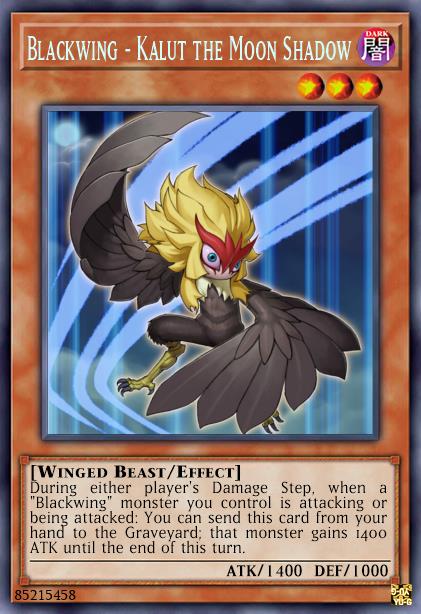 Blackwing - Kalut the Moon Shadow
DARK
闇
[Winged Beast/Effect]
During either player's Damage Step, when a
"Blackwing" monster you control is attacking or
being attacked: You can send this card from your
hand to the Graveyard; that monster gains 1400
ATK until the end of this turn.
ATK/1400 DEF/1000
85215458